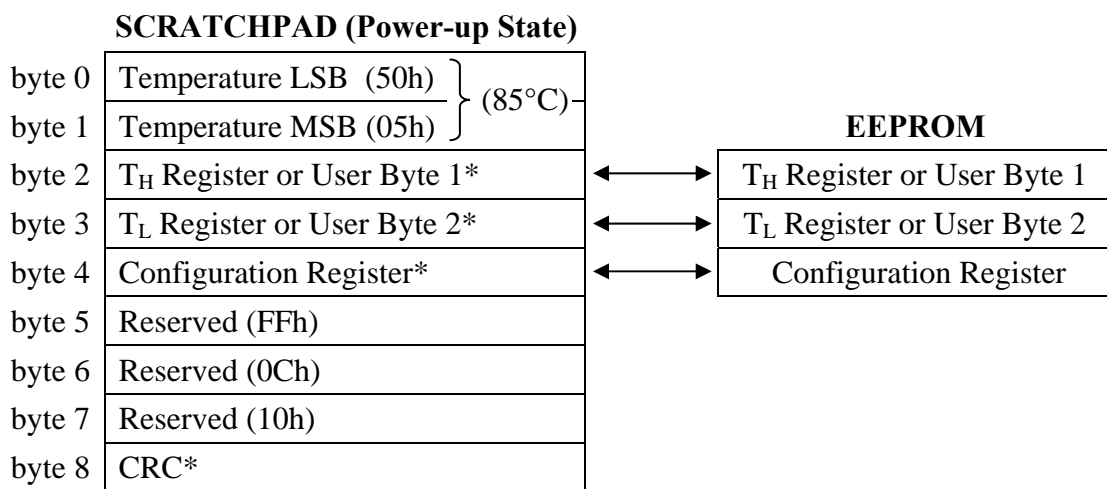 SCRATCHPAD (Power-up State)
byte 0 Temperature LSB (50h)
(85°C)
byte 1 Temperature MSB (05h)
EEPROM
byte 2 TH Register or User Byte 1* TH Register or User Byte 1
byte 3 TL Register or User Byte 2* TL Register or User Byte 2
byte 4 Configuration Register* Configuration Register
byte 5 Reserved (FFh)
byte 6 Reserved (0Ch)
byte 7 Reserved (10h)
byte 8 CRC*